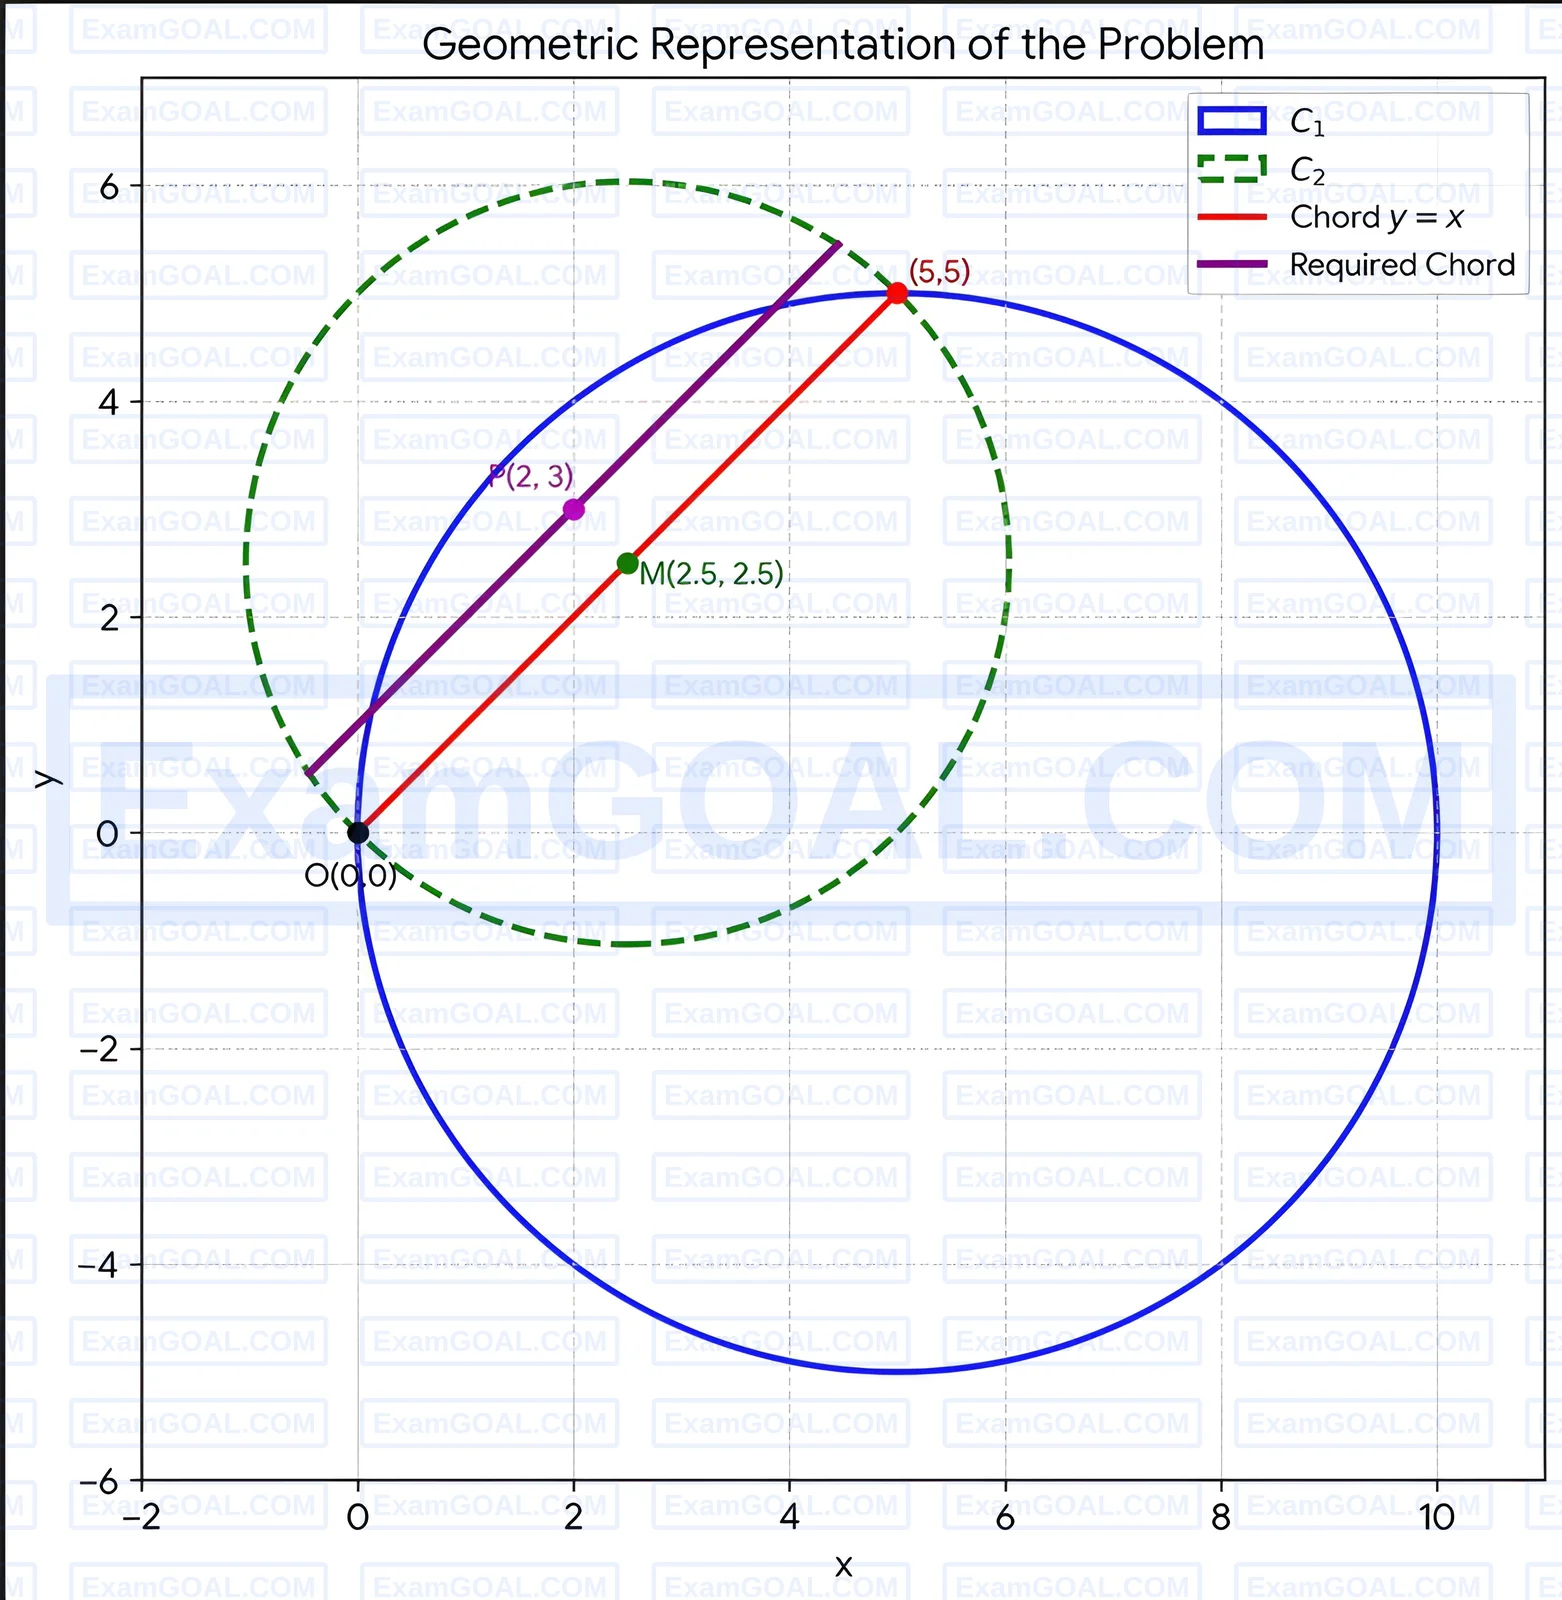 Geometric Representation of the Problem
C₁
C₂
Chord y = x
Required Chord
6
4
2
0
−2
−4
−6
y
(5,5)
P(2, 3)
M(2.5, 2.5)
O(0,0)
−2
0
2
4
6
8
10
x
ExamGOAL.COM